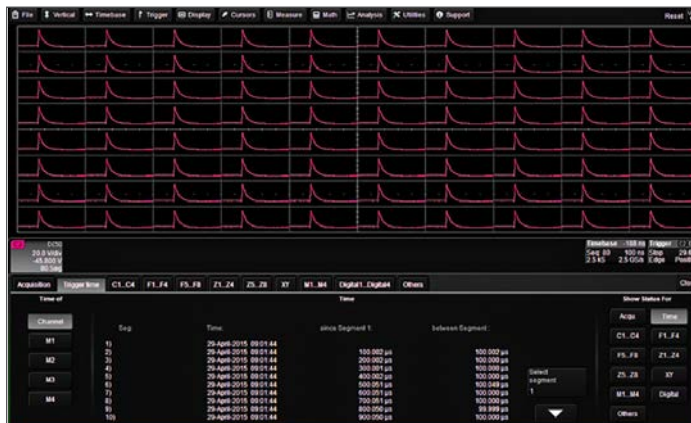 File Vertical Timebase Trigger Display Cursors Measure Math Analysis Utilities Support Reset
DC50
20.0 V/div
-45.800 V
80 Seg
Timebase -188 ns Trigger
Seq 80 100 ns Stop
2.5 kS 2.5 GS/s Edge
Acquisition Trigger time C1..C4 F1..F4 F5..F8 Z1..Z4 Z5..Z8 XY M1..M4 Digital1..Digital4 Others
Time of Time Show Status For
Channel
M1
M2
M3
M4
Seg: Time: since Segment 1: between Segment :
1) 29-April-2015 09:01:44
2) 29-April-2015 09:01:44 100.002 µs 100.002 µs
3) 29-April-2015 09:01:44 200.002 µs 100.000 µs
4) 29-April-2015 09:01:44 300.001 µs 100.000 µs
5) 29-April-2015 09:01:44 400.002 µs 100.000 µs
6) 29-April-2015 09:01:44 500.051 µs 100.049 µs
7) 29-April-2015 09:01:44 600.051 µs 100.000 µs
8) 29-April-2015 09:01:44 700.051 µs 100.000 µs
9) 29-April-2015 09:01:44 800.050 µs 99.999 µs
10) 29-April-2015 09:01:44 900.050 µs 100.000 µs
Select
segment
1
Acqu Time
C1..C4 F1..F4
F5..F8 Z1..Z4
Z5..Z8 XY
M1..M4 Digital
Others